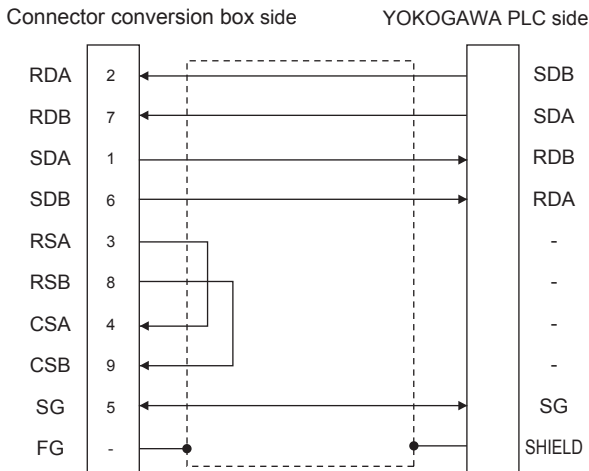 Connector conversion box side YOKOGAWA PLC side
RDA 2 SDB
RDB 7 SDA
SDA 1 RDB
SDB 6 RDA
RSA 3 -
RSB 8 -
CSA 4 -
CSB 9 -
SG 5 SG
FG - SHIELD